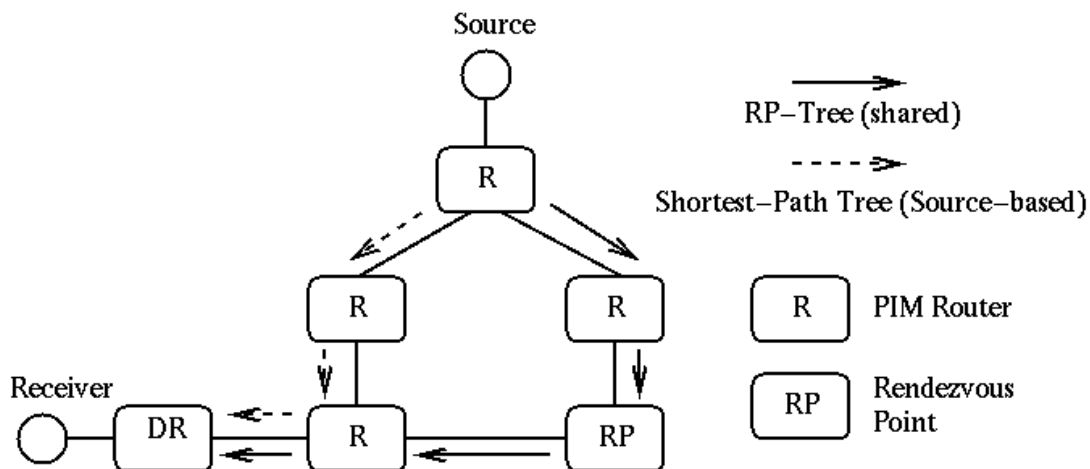 Source
RP–Tree (shared)
R
Shortest–Path Tree (Source–based)
R
R
R
PIM Router
Receiver
DR
R
RP
RP
Rendezvous
Point